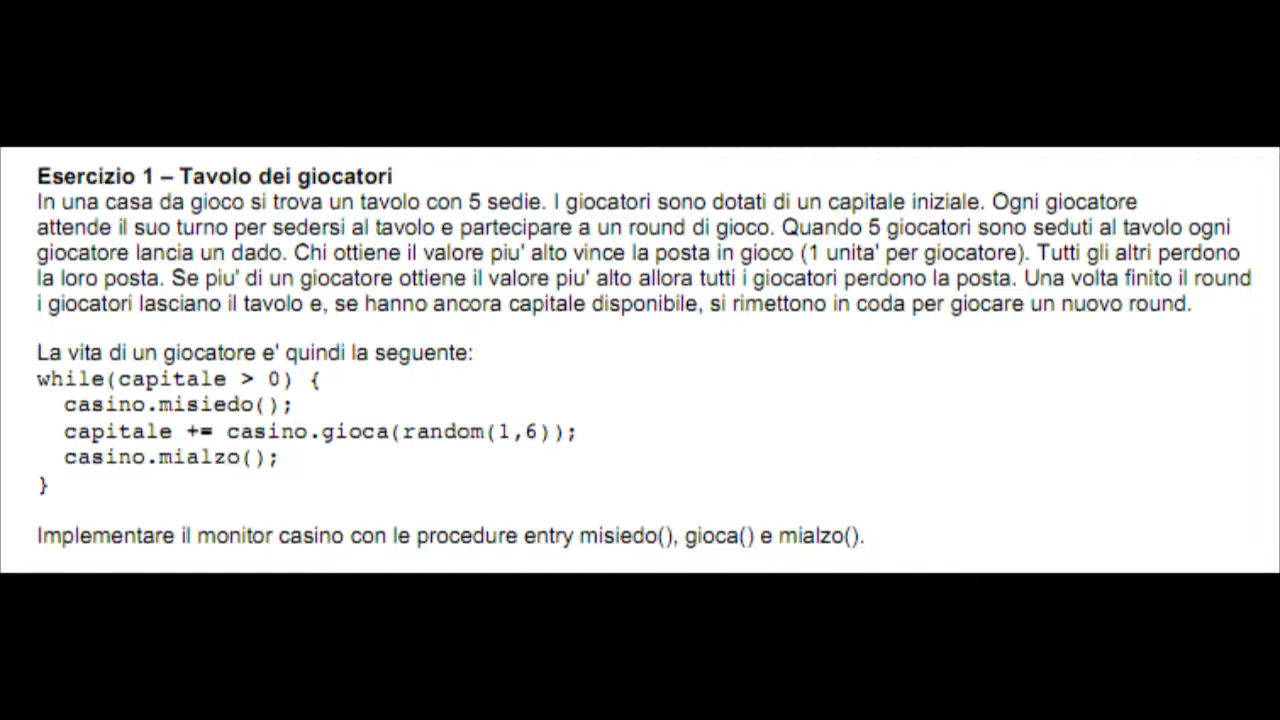 Esercizio 1 – Tavolo dei giocatori
In una casa da gioco si trova un tavolo con 5 sedie. I giocatori sono dotati di un capitale iniziale. Ogni giocatore
attende il suo turno per sedersi al tavolo e partecipare a un round di gioco. Quando 5 giocatori sono seduti al tavolo ogni
giocatore lancia un dado. Chi ottiene il valore piu' alto vince la posta in gioco (1 unita' per giocatore). Tutti gli altri perdono
la loro posta. Se piu' di un giocatore ottiene il valore piu' alto allora tutti i giocatori perdono la posta. Una volta finito il round
i giocatori lasciano il tavolo e, se hanno ancora capitale disponibile, si rimettono in coda per giocare un nuovo round.
La vita di un giocatore e' quindi la seguente:
while(capitale > 0) {
casino.misiedo();
capitale += casino.gioca(random(1,6));
casino.mialzo();
}
Implementare il monitor casino con le procedure entry misiedo(), gioca() e mialzo().